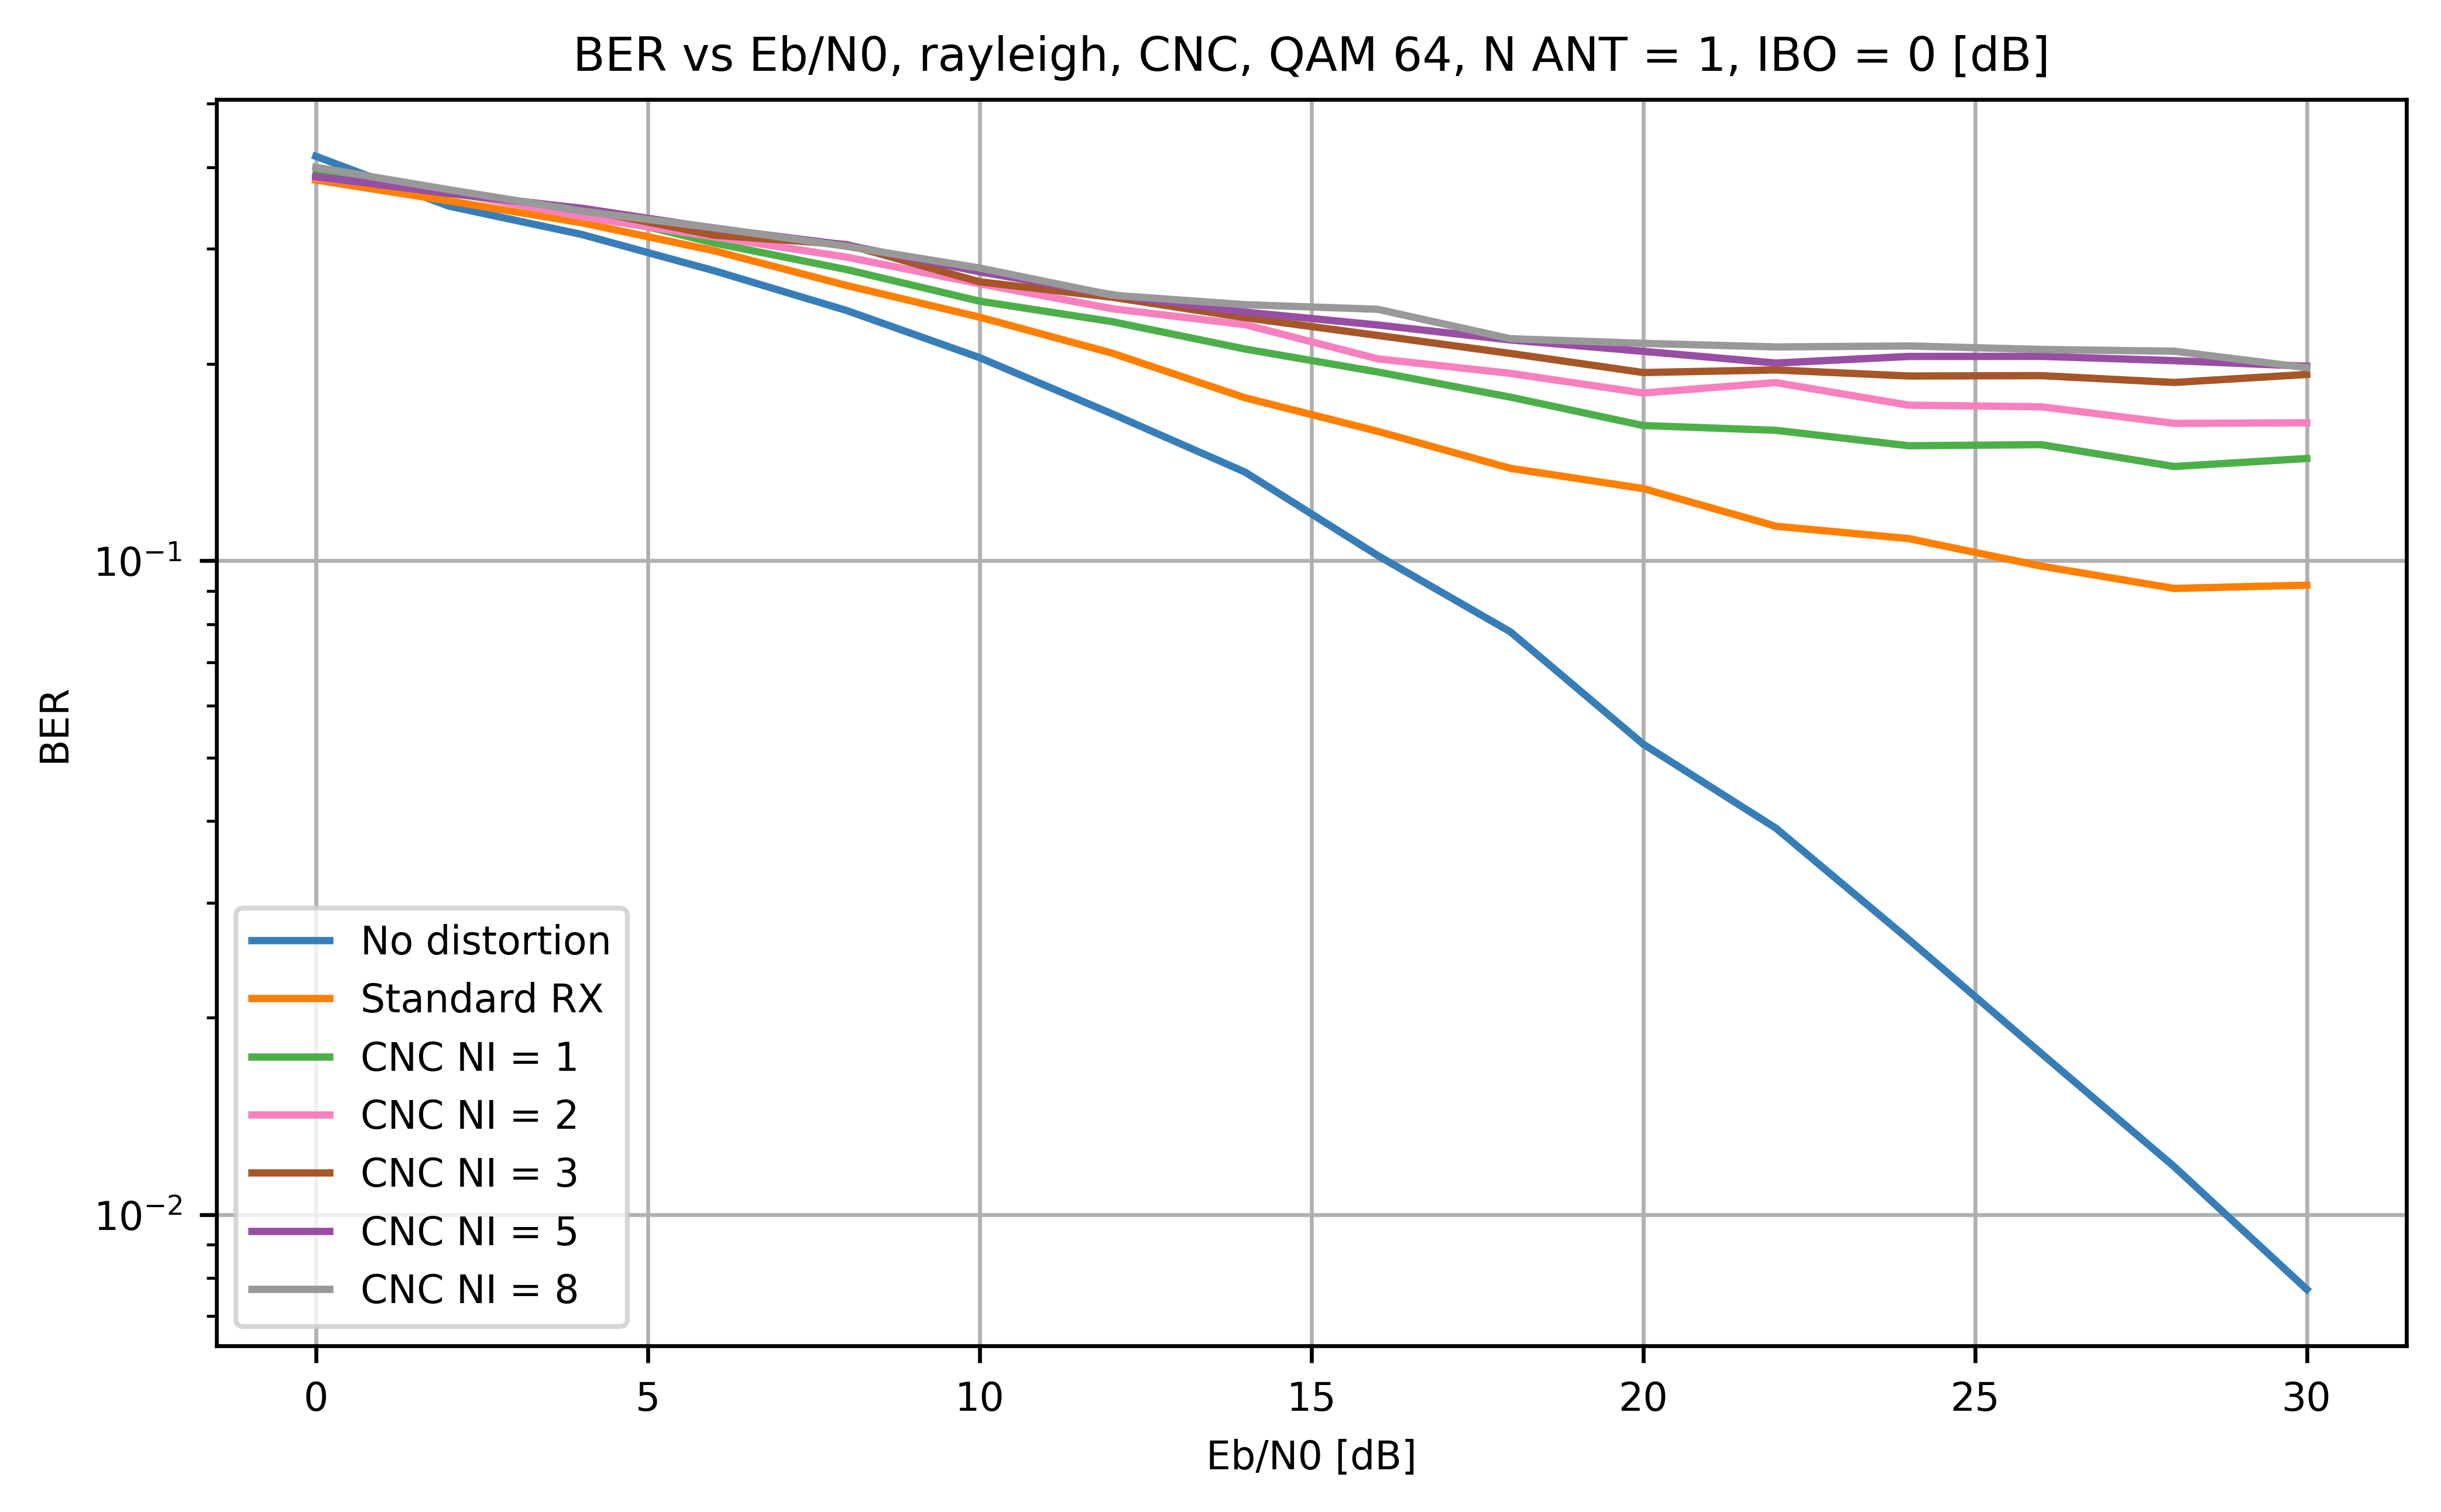 BER vs Eb/N0, rayleigh, CNC, QAM 64, N ANT = 1, IBO = 0 [dB]
BER
10⁻¹
10⁻²
No distortion
Standard RX
CNC NI = 1
CNC NI = 2
CNC NI = 3
CNC NI = 5
CNC NI = 8
0 5 10 15 20 25 30
Eb/N0 [dB]